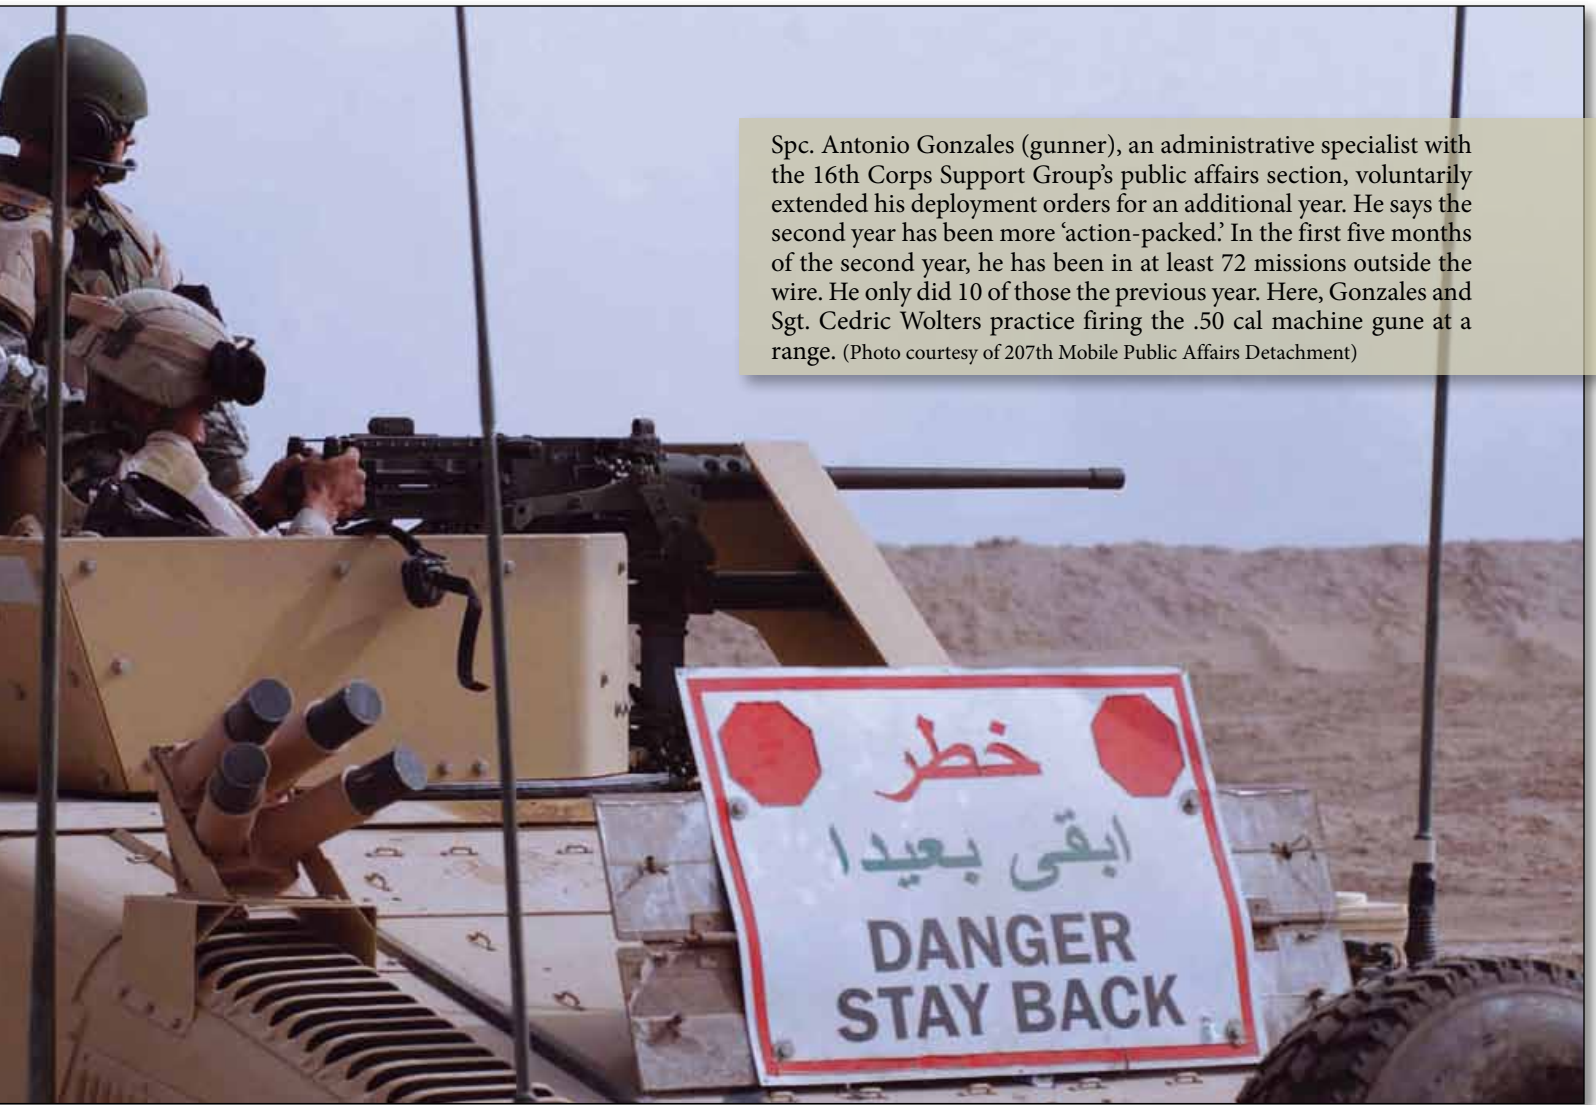 Spc. Antonio Gonzales (gunner), an administrative specialist with
the 16th Corps Support Group's public affairs section, voluntarily
extended his deployment orders for an additional year. He says the
second year has been more ‘action-packed.’ In the first five months
of the second year, he has been in at least 72 missions outside the
wire. He only did 10 of those the previous year. Here, Gonzales and
Sgt. Cedric Wolters practice firing the .50 cal machine gune at a
range. (Photo courtesy of 207th Mobile Public Affairs Detachment)
خطر
ابقى بعيدا
DANGER
STAY BACK